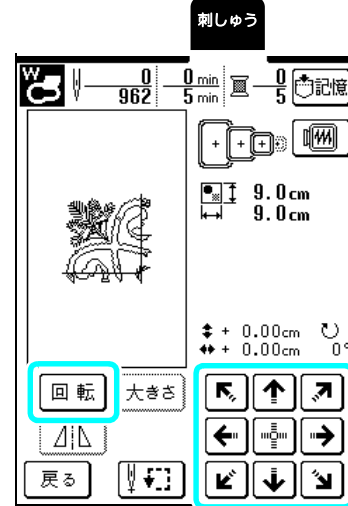 刺しゅう
W 0 0 min 0 記憶
962 5 min 5
9.0cm
9.0cm
+ 0.00cm
+ 0.00cm 0°
回転 大きさ
戻る